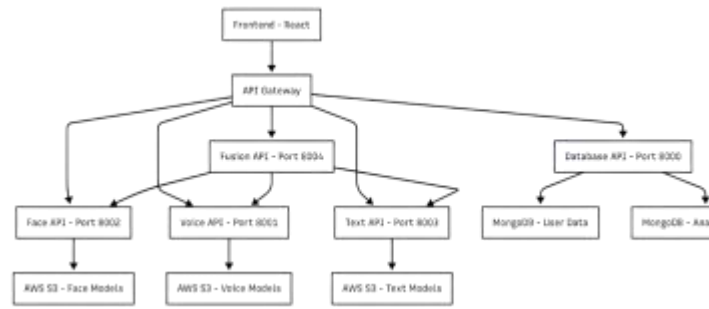 Frontend - React
API Gateway
Fusion API - Port 8004
Database API - Port 8000
Face API - Port 8002
Voice API - Port 8001
Text API - Port 8003
MongoDB - User Data
MongoDB - Ana
AWS S3 - Face Models
AWS S3 - Voice Models
AWS S3 - Text Models